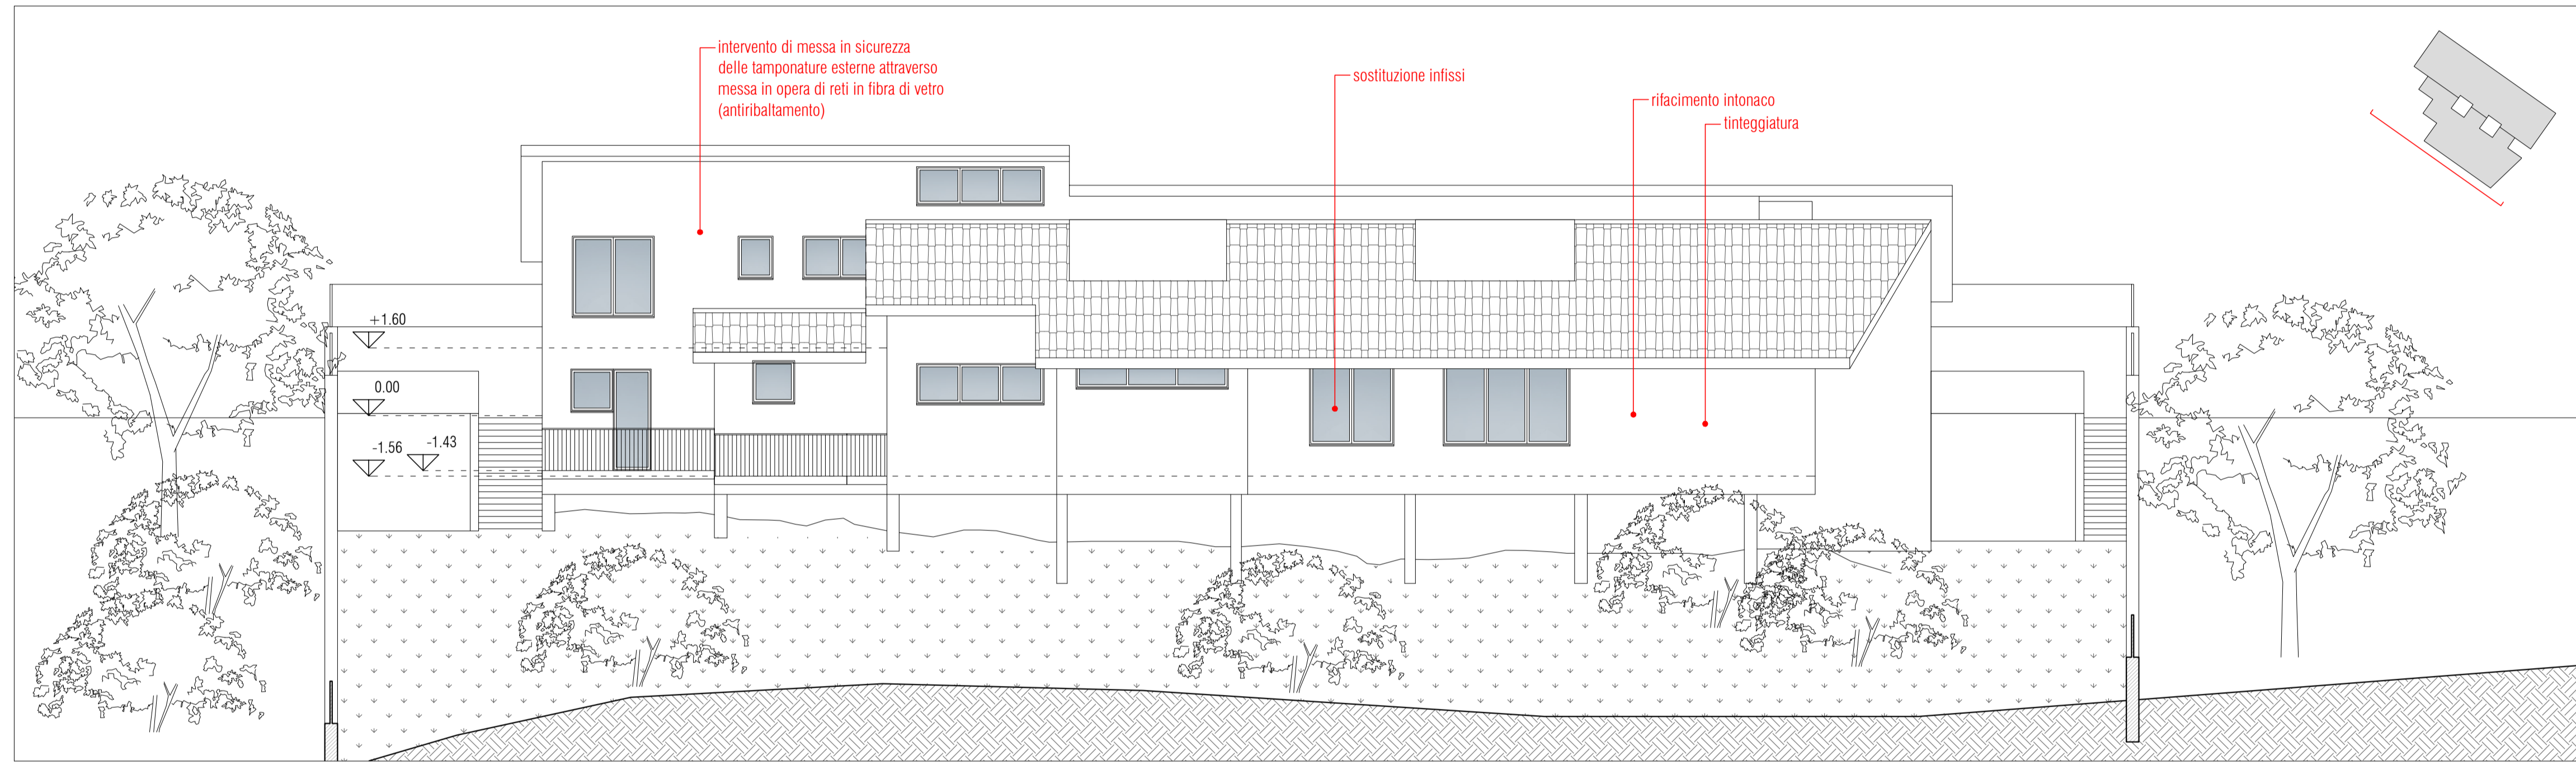 intervento di messa in sicurezza
delle tamponature esterne attraverso
messa in opera di reti in fibra di vetro
(antiribaltamento)
sostituzione infissi
rifacimento intonaco
tinteggiatura
+1.60
0.00
-1.56
-1.43